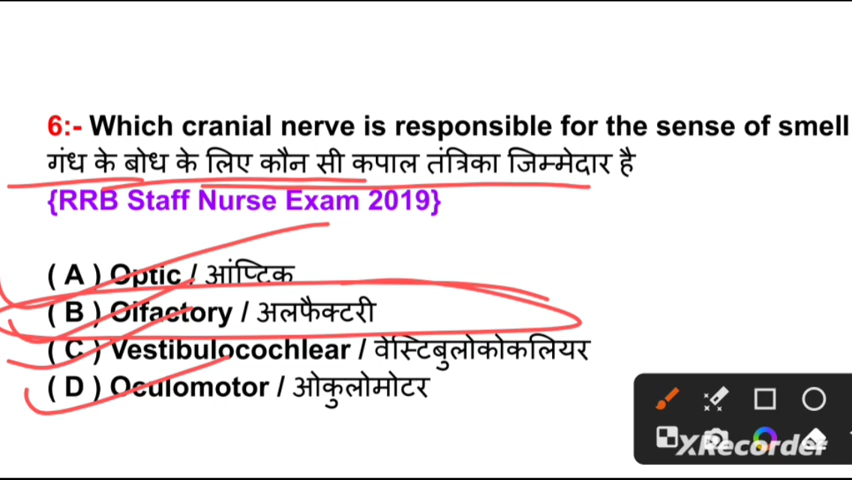 6:- Which cranial nerve is responsible for the sense of smell
गंध के बोध के लिए कौन सी कपाल तंत्रिका जिम्मेदार है
{RRB Staff Nurse Exam 2019}
( A ) Optic / आंप्टिक
( B ) Olfactory / अलफैक्टरी
( C ) Vestibulocochlear / वेस्टिबुलोकोकलियर
( D ) Oculomotor / ओकुलोमोटर
XRecorder